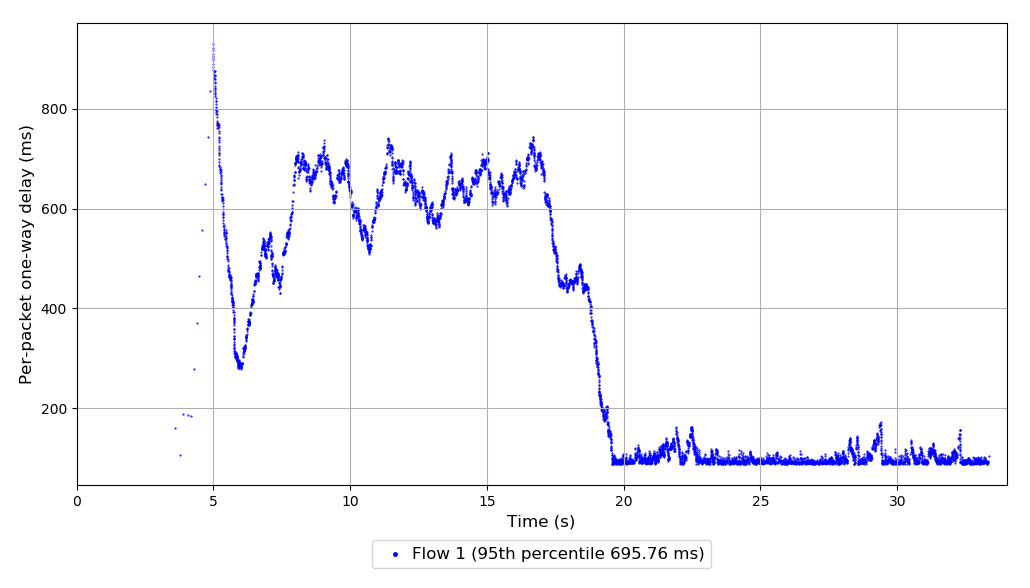 800
600
400
200
Per-packet one-way delay (ms)
0 5 10 15 20 25 30
Time (s)
Flow 1 (95th percentile 695.76 ms)